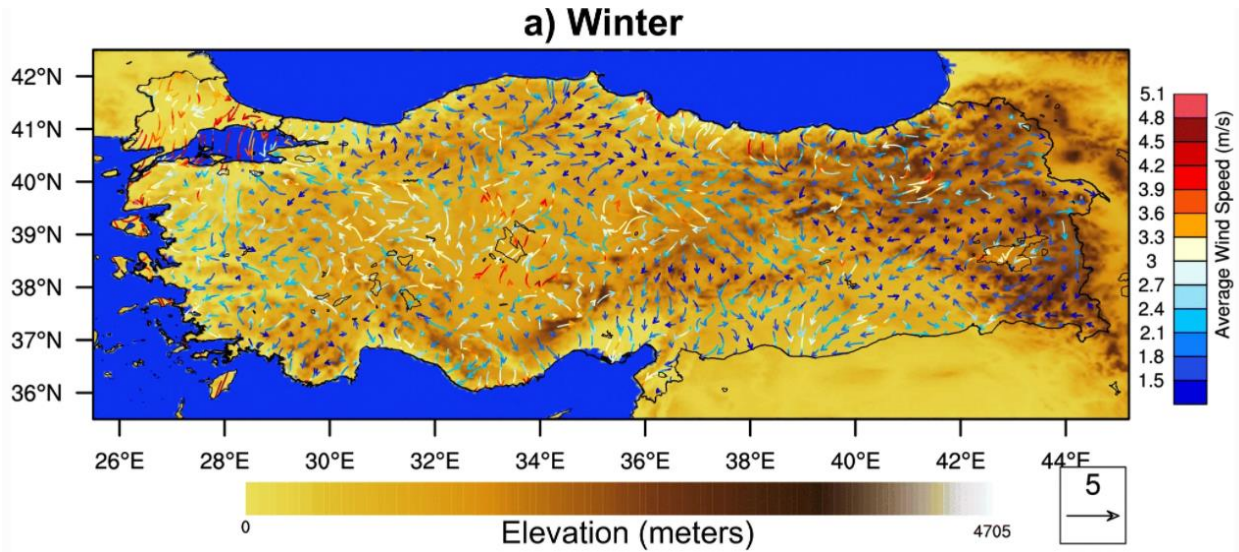 a) Winter
42°N
41°N
40°N
39°N
38°N
37°N
36°N
26°E 28°E 30°E 32°E 34°E 36°E 38°E 40°E 42°E 44°E
5.1
4.8
4.5
4.2
3.9
3.6
3.3
3
2.7
2.4
2.1
1.8
1.5
Average Wind Speed (m/s)
0 4705
Elevation (meters)
5